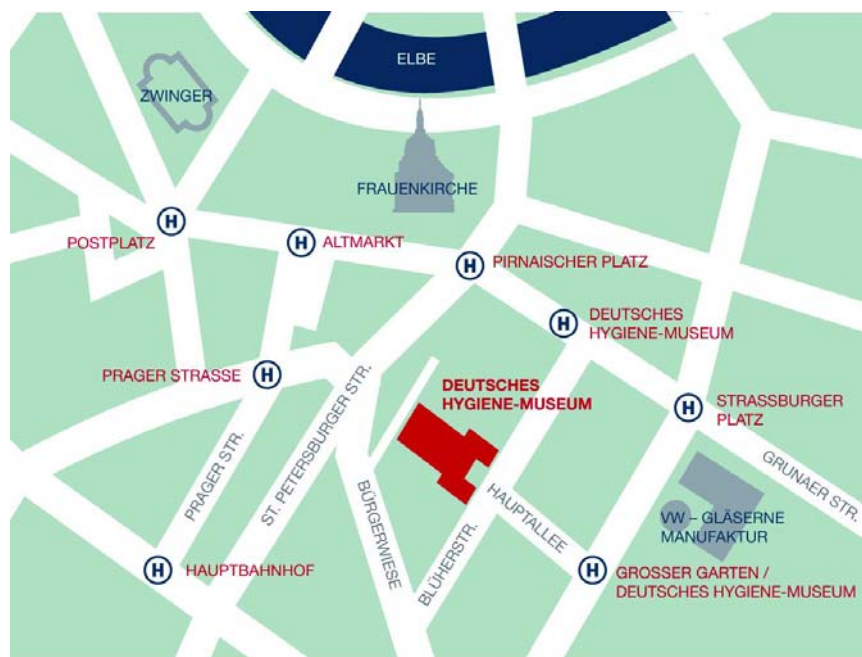 ELBE
ZWINGER
FRAUENKIRCHE
H
POSTPLATZ
H
ALTMARKT
H
PIRNAISCHER PLATZ
H
DEUTSCHES
HYGIENE-MUSEUM
PRAGER STRASSE
H
ST. PETERSBURGER STR.
DEUTSCHES
HYGIENE-MUSEUM
H
STRASSBURGER
PLATZ
PRAGER STR.
BÜRGERWIESE
HAUPTALLEE
GRUNAER STR.
VW – GLÄSERNE
MANUFAKTUR
BLÜHERSTR.
H
HAUPTBAHNHOF
H
GROSSER GARTEN /
DEUTSCHES HYGIENE-MUSEUM